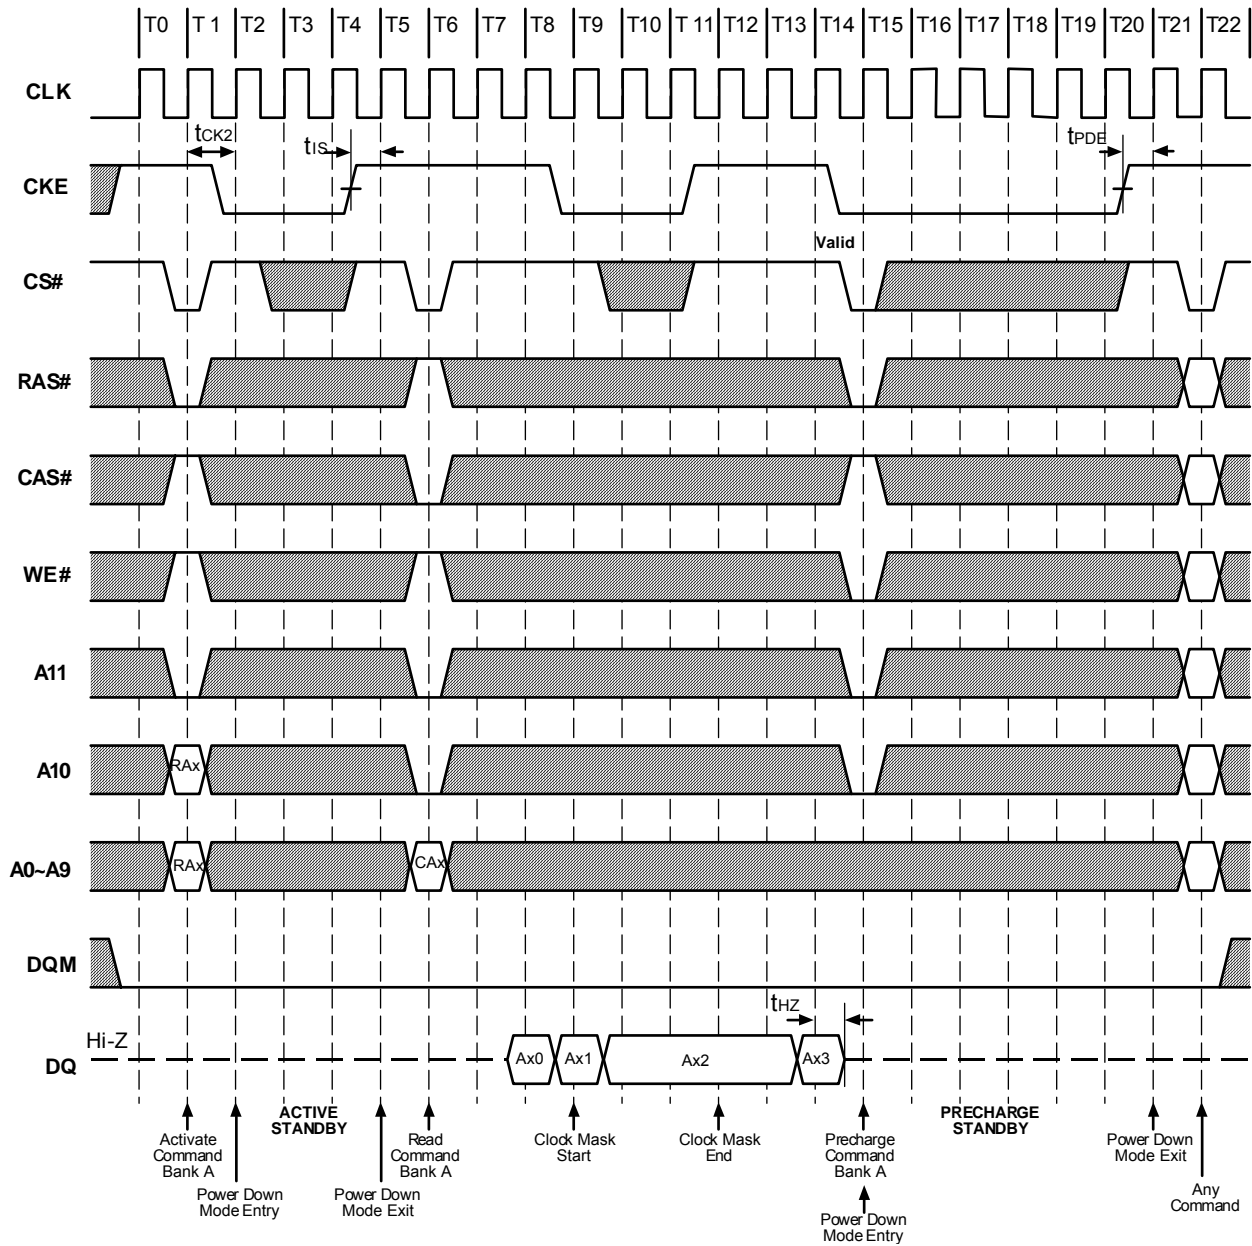 T0 T 1 T2 T3 T4 T5 T6 T7 T8 T9 T10 T 11 T12 T13 T14 T15 T16 T17 T18 T19 T20 T21 T22
CLK
tCK2 tIS tPDE
CKE
Valid
CS#
RAS#
CAS#
WE#
A11
A10 RAx
A0~A9 RAx CAx
DQM
tHZ
Hi-Z
DQ Ax0 Ax1 Ax2 Ax3
Activate
Command
Bank A
Power Down
Mode Entry
ACTIVE
STANDBY
Power Down
Mode Exit
Read
Command
Bank A
Clock Mask
Start
Clock Mask
End
Precharge
Command
Bank A
Power Down
Mode Entry
PRECHARGE
STANDBY
Power Down
Mode Exit
Any
Command